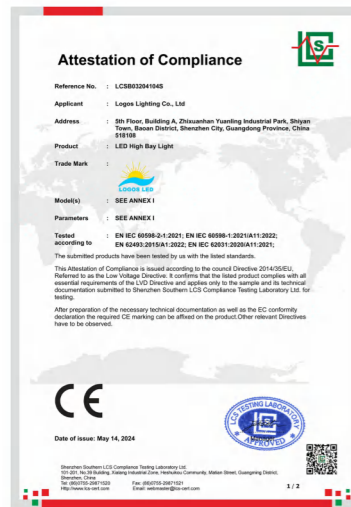 Attestation of Compliance
Reference No. : LCSB03204104S
Applicant : Logos Lighting Co., Ltd
Address : 5th Floor, Building A, Zhixuanhan Yuanling Industrial Park, Shiyan
Town, Baoan District, Shenzhen City, Guangdong Province, China
518108
Product : LED High Bay Light
Trade Mark :
LOGOS LED
Model(s) : SEE ANNEX I
Parameters : SEE ANNEX I
Tested : EN IEC 60598-2-1:2021; EN IEC 60598-1:2021/A11:2022;
according to EN 62493:2015/A1:2022; EN IEC 62031:2020/A11:2021;
The submitted products have been tested by us with the listed standards.
This Attestation of Compliance is issued according to the council Directive 2014/35/EU,
Referred to as the Low Voltage Directive. It confirms that the listed product complies with all
essential requirements of the LVD Directive and applies only to the sample and its technical
documentation submitted to Shenzhen Southern LCS Compliance Testing Laboratory Ltd. for
testing.
After preparation of the necessary technical documentation as well as the EC conformity
declaration the required CE marking can be affixed on the product.Other relevant Directives
have to be observed.
CE
LCS TESTING LABORATORY
APPROVED
Date of issue: May 14, 2024
Shenzhen Southern LCS Compliance Testing Laboratory Ltd.
101-201, No.39 Building, Xialang Industrial Zone, Heshuikou Community, Matian Street, Guangming District,
Shenzhen, China
Tel: (86)0755-29871520 Fax: (86)0755-29871521
Http://www.lcs-cert.com Email: webmaster@lcs-cert.com
1 / 2